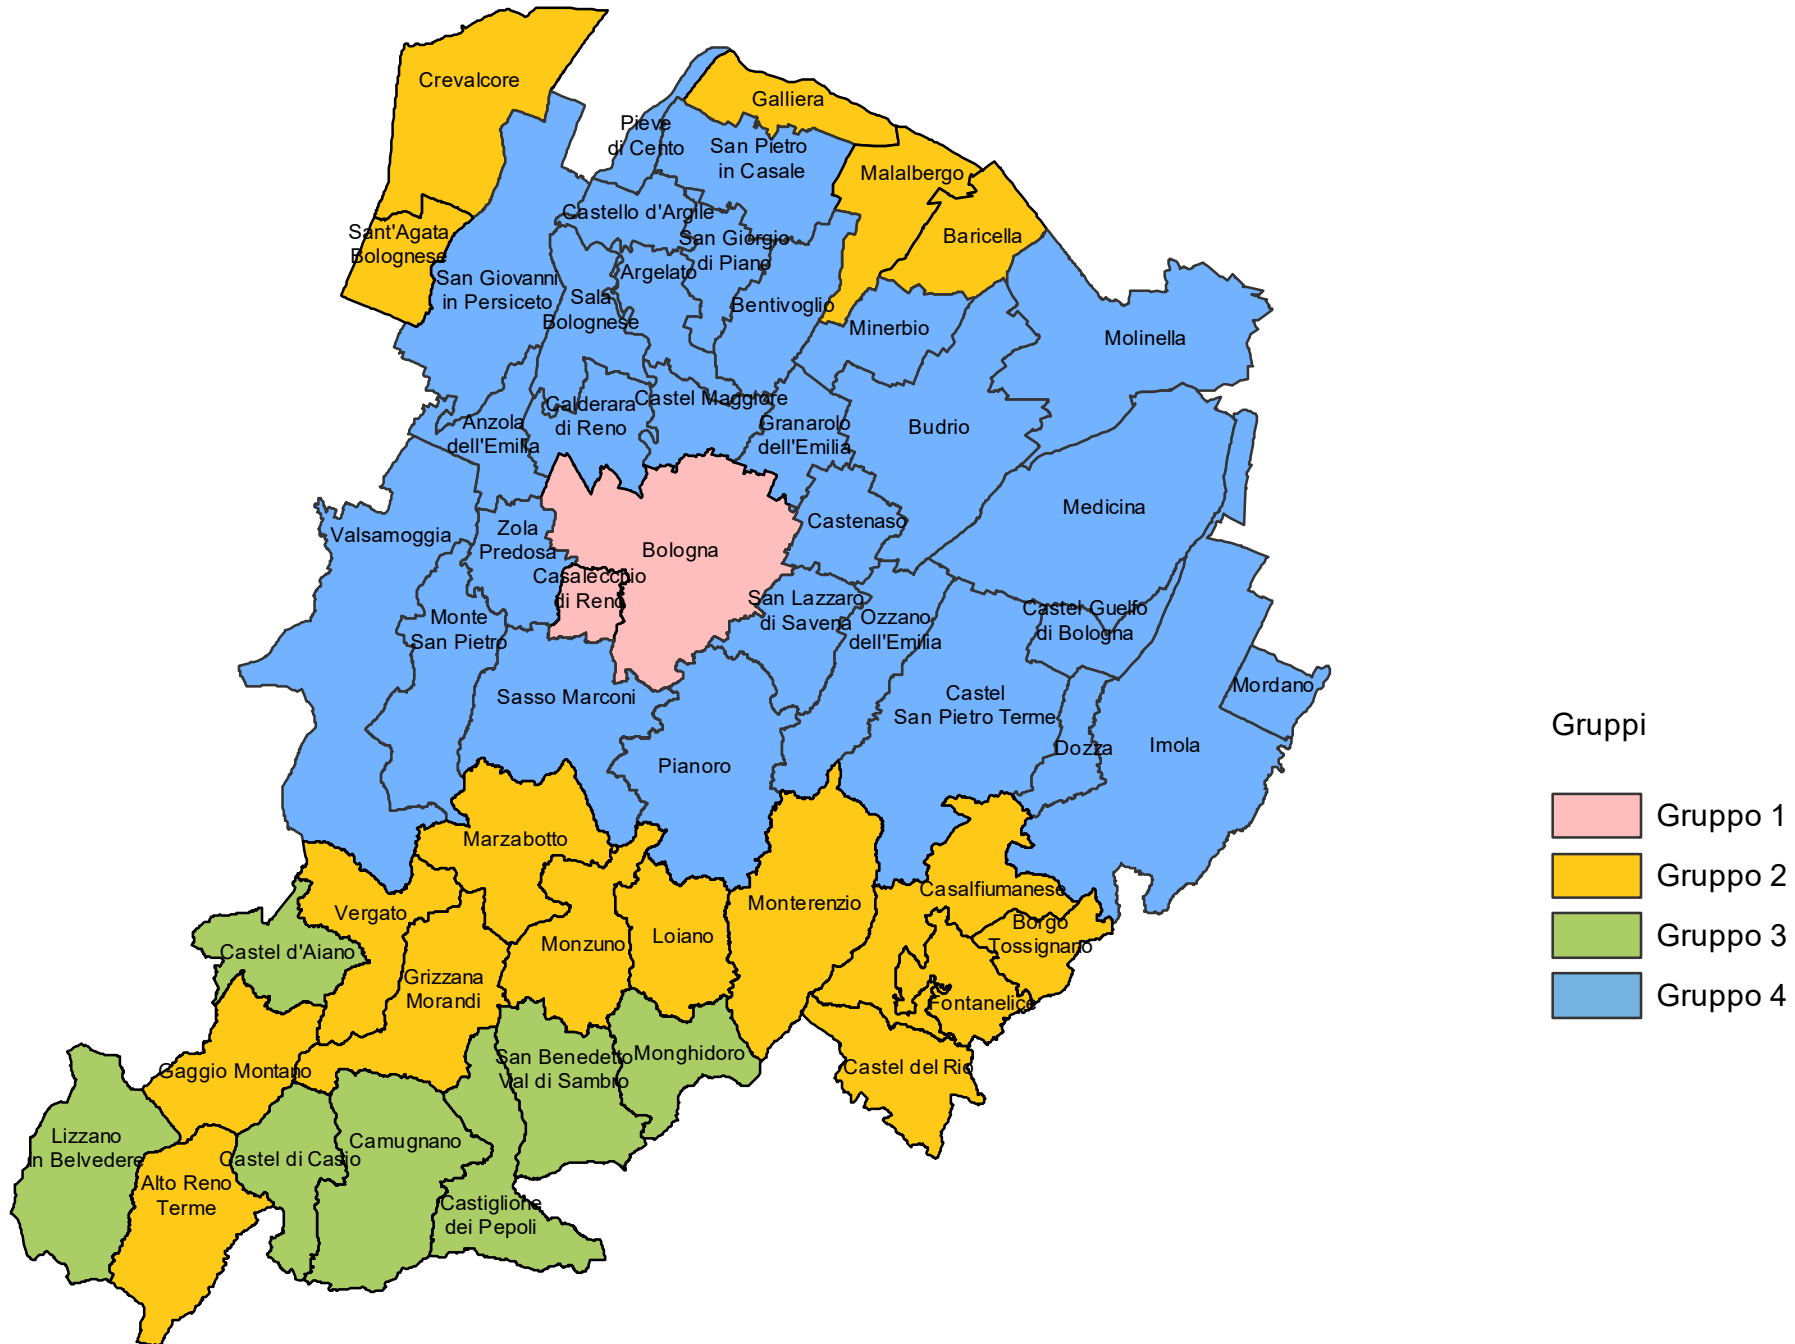 Crevalcore
Galliera
Pieve
di Cento
San Pietro
in Casale
Malalbergo
Castello d'Argile
Sant'Agata
Bolognese
San Giorgio
di Piano
Baricella
Argelato
San Giovanni
in Persiceto
Sala
Bolognese
Bentivoglio
Minerbio
Molinella
Castel Maggiore
Calderara
di Reno
Anzola
dell'Emilia
Granarolo
dell'Emilia
Budrio
Medicina
Castenaso
Valsamoggia
Zola
Predosa
Bologna
Casalecchio
di Reno
San Lazzaro
di Savena
Castel Guelfo
di Bologna
Monte
San Pietro
Ozzano
dell'Emilia
Mordano
Sasso Marconi
Castel
San Pietro Terme
Dozza
Imola
Pianoro
Gruppi
Gruppo 1
Gruppo 2
Gruppo 3
Gruppo 4
Marzabotto
Casalfiumanese
Monterenzio
Vergato
Borgo
Tossignano
Loiano
Monzuno
Castel d'Aiano
Grizzana
Morandi
Fontanelice
San Benedetto
Val di Sambro
Monghidoro
Castel del Rio
Gaggio Montano
Lizzano
in Belvedere
Camugnano
Castel di Casio
Alto Reno
Terme
Castiglione
dei Pepoli